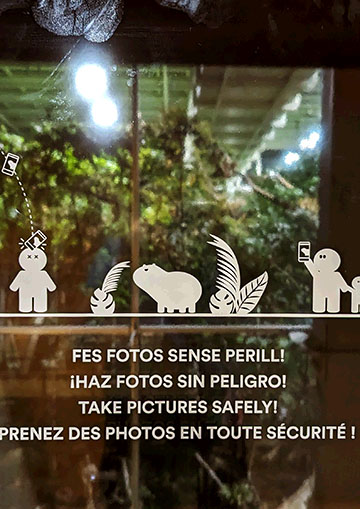 FES FOTOS SENSE PERILL!
¡HAZ FOTOS SIN PELIGRO!
TAKE PICTURES SAFELY!
PRENEZ DES PHOTOS EN TOUTE SÉCURITÉ !